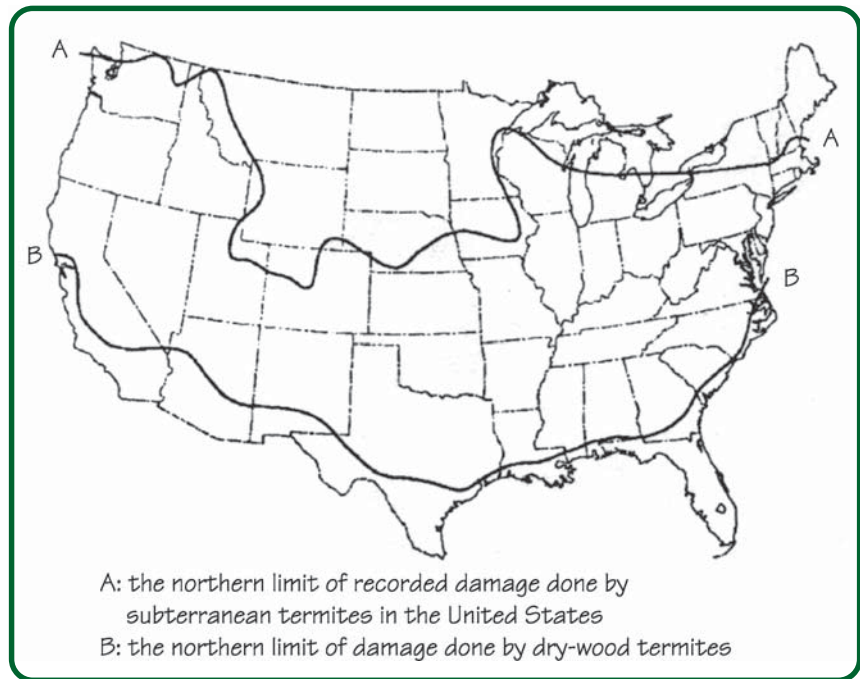 A
A
B
B
A: the northern limit of recorded damage done by
subterranean termites in the United States
B: the northern limit of damage done by dry-wood termites